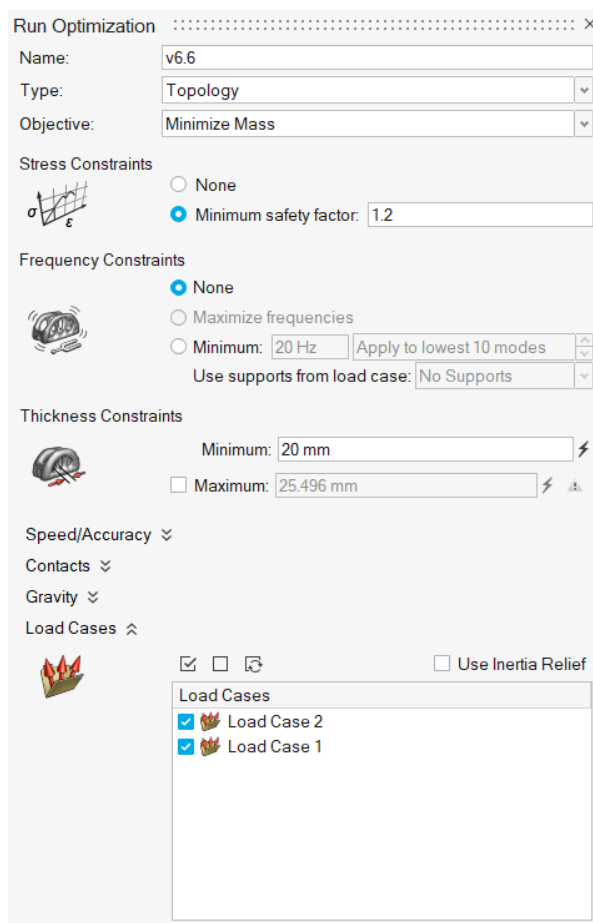 Run Optimization
Name: v6.6
Type: Topology
Objective: Minimize Mass
Stress Constraints
None
σ ε
Minimum safety factor: 1.2
Frequency Constraints
None
Maximize frequencies
Minimum: 20 Hz Apply to lowest 10 modes
Use supports from load case: No Supports
Thickness Constraints
Minimum: 20 mm
Maximum: 25.496 mm
Speed/Accuracy
Contacts
Gravity
Load Cases
Use Inertia Relief
Load Cases
Load Case 2
Load Case 1